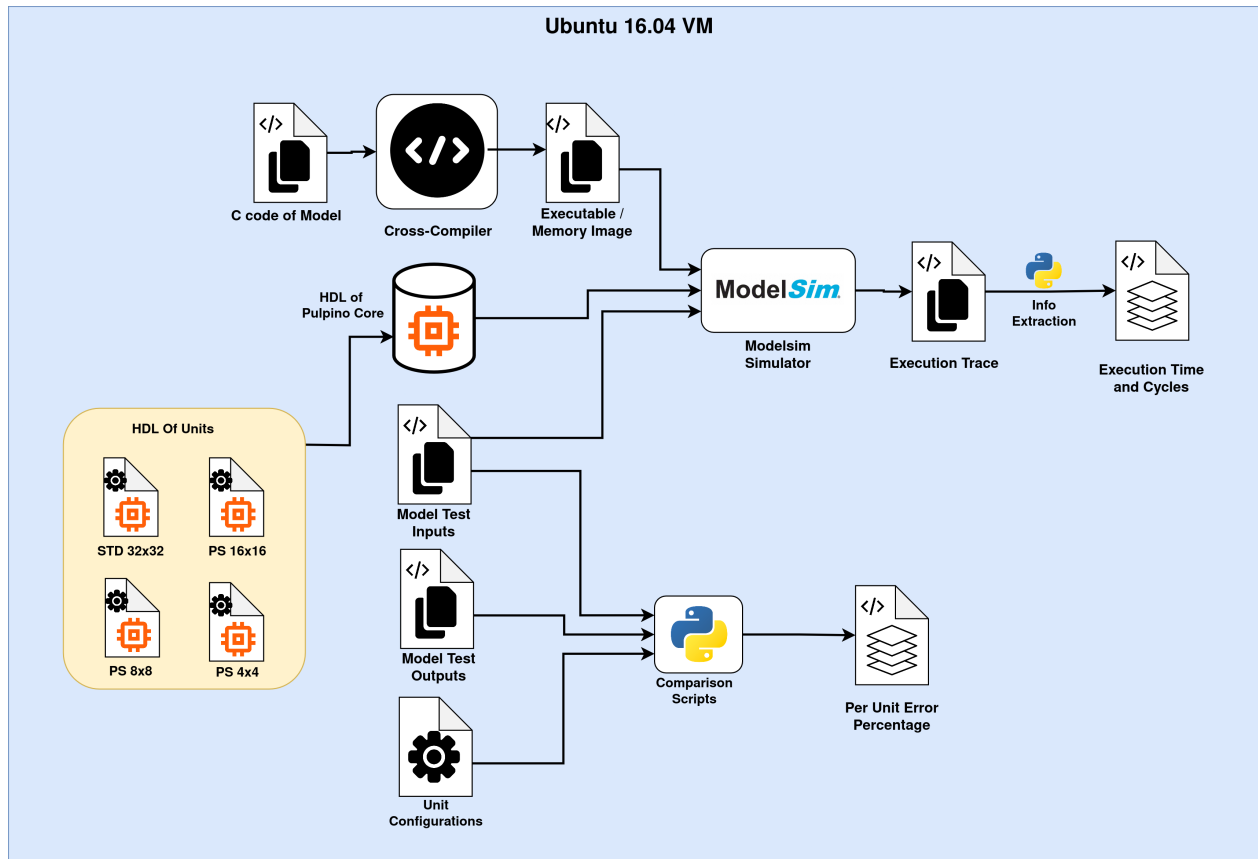 Ubuntu 16.04 VM
</>
</>
</>
C code of Model
Cross-Compiler
Executable /
Memory Image
HDL of
Pulpino Core
ModelSim.
Modelsim
Simulator
</>
Execution Trace
Info
Extraction
</>
Execution Time
and Cycles
HDL Of Units
STD 32x32
PS 16x16
PS 8x8
PS 4x4
</>
Model Test
Inputs
</>
Model Test
Outputs
Unit
Configurations
Comparison
Scripts
</>
Per Unit Error
Percentage